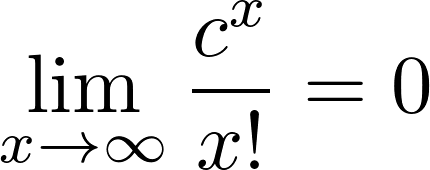 lim x→∞ c^x / x! = 0